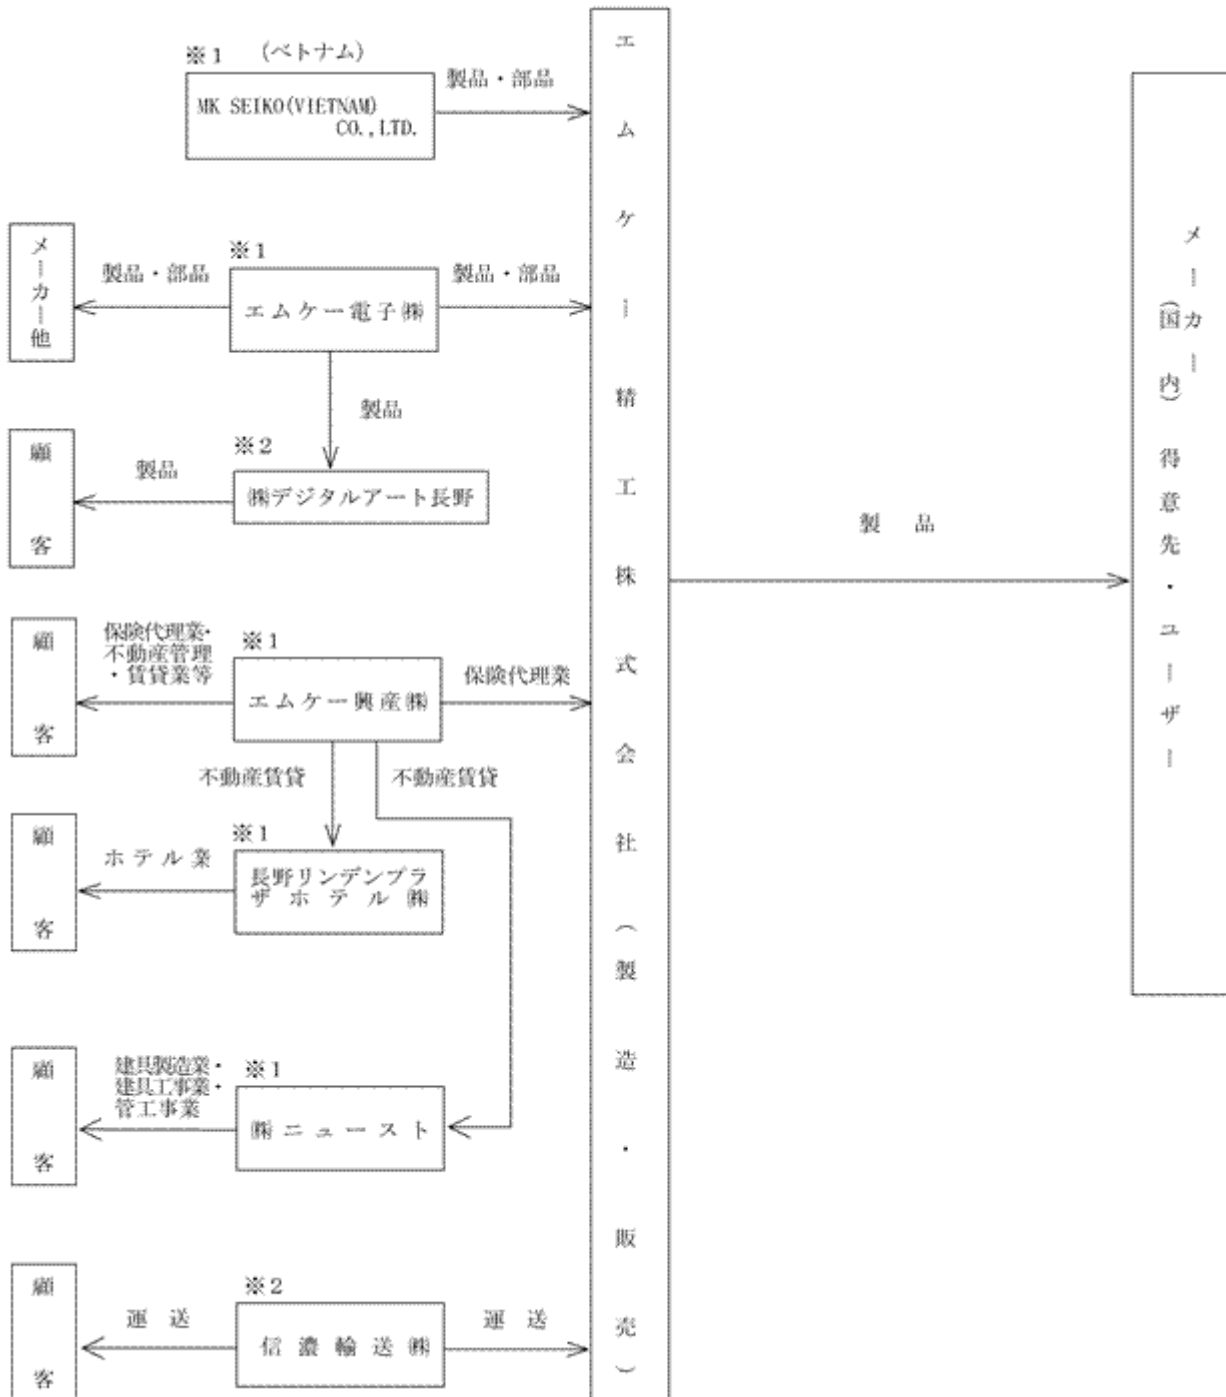 ※1 (ベトナム)
MK SEIKO(VIETNAM)
CO.,LTD.
製品・部品
メーカー他
製品・部品
※1
エムケー電子㈱
製品・部品
製品
顧客
製品
※2
㈱デジタルアート長野
顧客
保険代理業・
不動産管理
・賃貸業等
※1
エムケー興産㈱
保険代理業
不動産賃貸
不動産賃貸
顧客
ホテル業
※1
長野リンデンプラ
ザホテル㈱
顧客
建具製造業・
建具工事業・
管工事業
※1
㈱ニュースト
顧客
運送
※2
信濃輸送㈱
運送
エムケー精工株式会社(製造・販売)
製品
メーカー
(国内)得意先・ユーザー